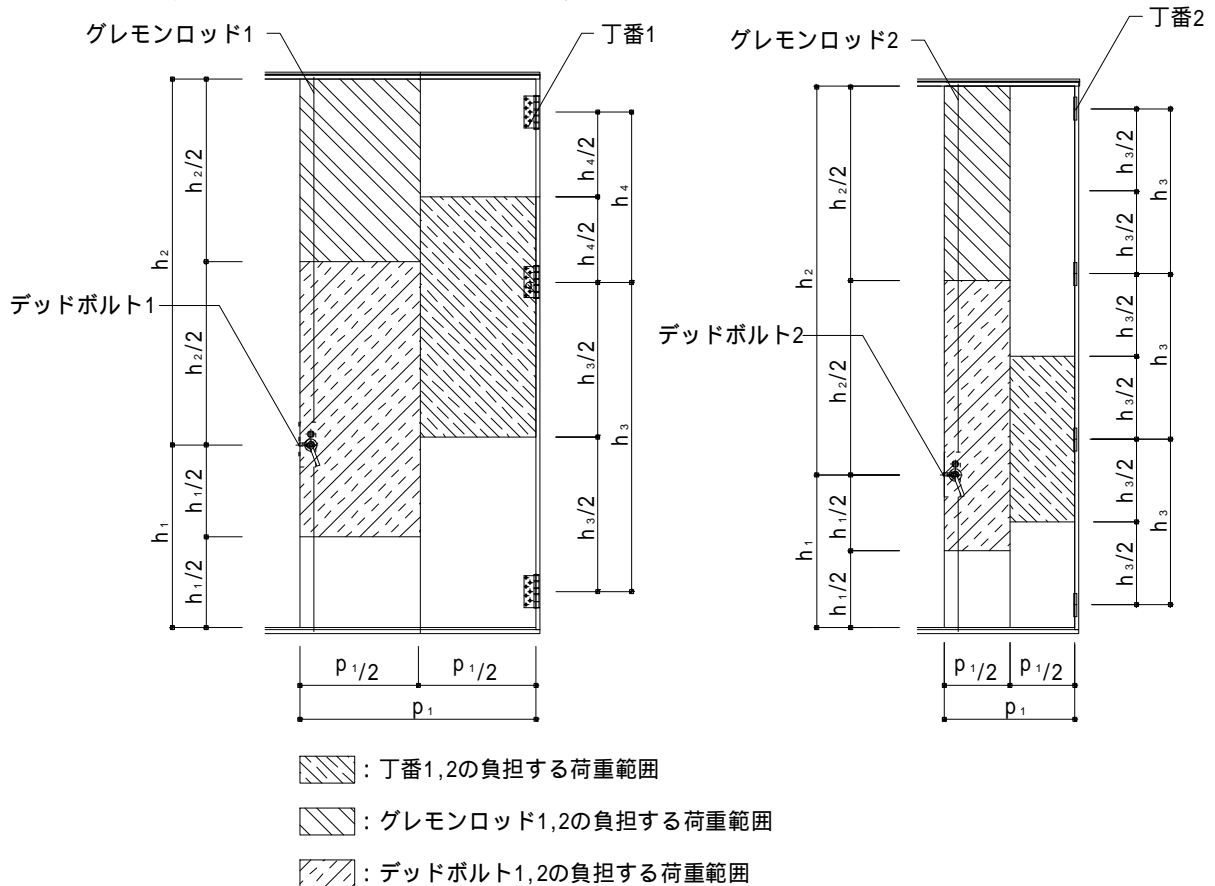 グレモンロッド1
丁番1
グレモンロッド2
丁番2
h₂/2
h₂
h₂/2
h₁/2
h₁
h₁/2
デッドボルト1
h₄/2
h₄
h₄/2
h₃/2
h₃
h₃/2
p₁/2
p₁/2
p₁
h₂/2
h₂
h₂/2
h₁/2
h₁
h₁/2
デッドボルト2
h₃/2
h₃
h₃/2
h₃/2
h₃
h₃/2
h₃/2
h₃
h₃/2
p₁/2
p₁/2
p₁
: 丁番1,2の負担する荷重範囲
: グレモンロッド1,2の負担する荷重範囲
: デッドボルト1,2の負担する荷重範囲